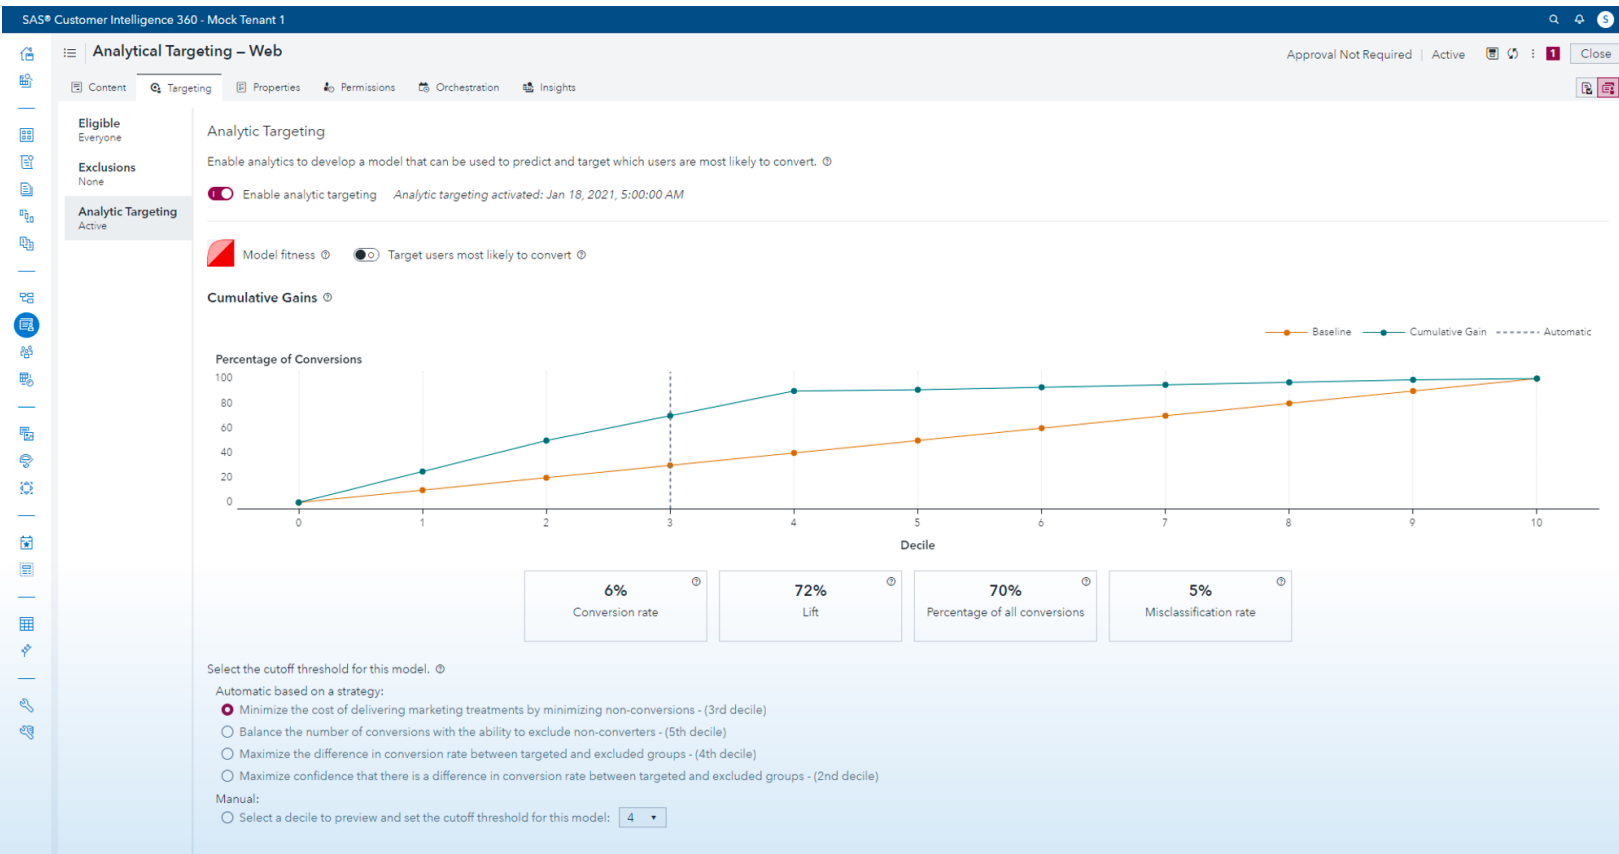 SAS® Customer Intelligence 360 - Mock Tenant 1
S
Analytical Targeting – Web
Approval Not Required
Active
1
Close
Content
Targeting
Properties
Permissions
Orchestration
Insights
Eligible
Everyone
Exclusions
None
Analytic Targeting
Active
Analytic Targeting
Enable analytics to develop a model that can be used to predict and target which users are most likely to convert.
Enable analytic targeting Analytic targeting activated: Jan 18, 2021, 5:00:00 AM
Model fitness
Target users most likely to convert
Cumulative Gains
Baseline Cumulative Gain Automatic
Percentage of Conversions
100
80
60
40
20
0
0 1 2 3 4 5 6 7 8 9 10
Decile
6%
Conversion rate
72%
Lift
70%
Percentage of all conversions
5%
Misclassification rate
Select the cutoff threshold for this model.
Automatic based on a strategy:
Minimize the cost of delivering marketing treatments by minimizing non-conversions - (3rd decile)
Balance the number of conversions with the ability to exclude non-converters - (5th decile)
Maximize the difference in conversion rate between targeted and excluded groups - (4th decile)
Maximize confidence that there is a difference in conversion rate between targeted and excluded groups - (2nd decile)
Manual:
Select a decile to preview and set the cutoff threshold for this model: 4